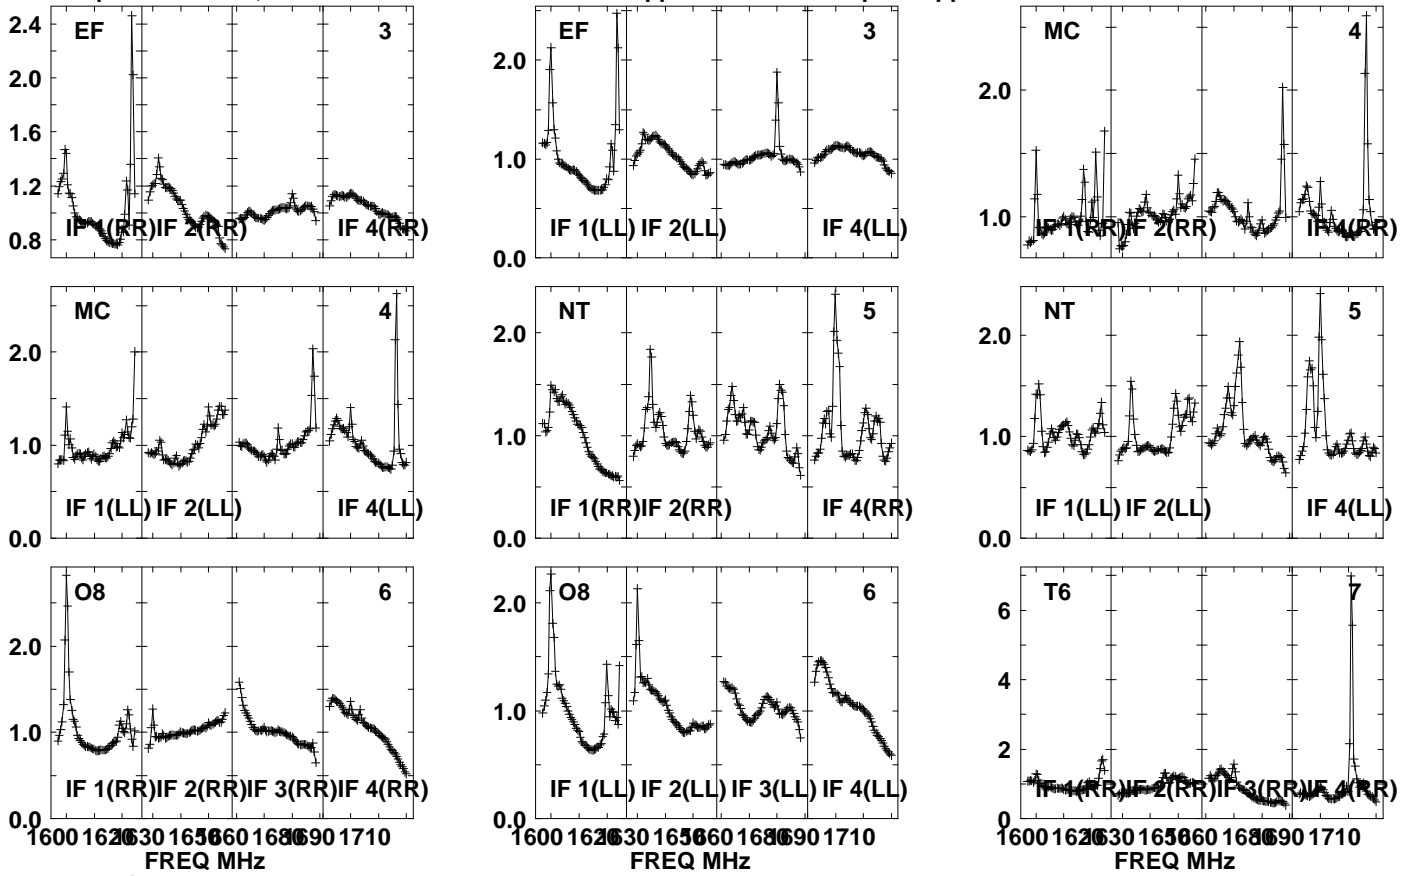 2.4
2.0
1.6
1.2
0.8
EF
3
IF 1(RR)
IF 2(RR)
IF 4(RR)
2.0
1.0
0.0
EF
3
IF 1(LL)
IF 2(LL)
IF 4(LL)
2.0
1.0
MC
4
IF 1(RR)
IF 2(RR)
IF 4(RR)
2.0
1.0
0.0
MC
4
IF 1(LL)
IF 2(LL)
IF 4(LL)
2.0
1.0
0.0
NT
5
IF 1(RR)
IF 2(RR)
IF 4(RR)
2.0
1.0
0.0
NT
5
IF 1(LL)
IF 2(LL)
IF 4(LL)
2.0
1.0
0.0
O8
6
IF 1(RR)
IF 2(RR)
IF 3(RR)
IF 4(RR)
1600 1620 1630 1650 1660 1680 1690 1710
FREQ MHz
2.0
1.0
0.0
O8
6
IF 1(LL)
IF 2(LL)
IF 3(LL)
IF 4(LL)
1600 1620 1630 1650 1660 1680 1690 1710
FREQ MHz
6
4
2
0
T6
7
IF 1(RR)
IF 2(RR)
IF 3(RR)
IF 4(RR)
1600 1620 1630 1650 1660 1680 1690 1710
FREQ MHz